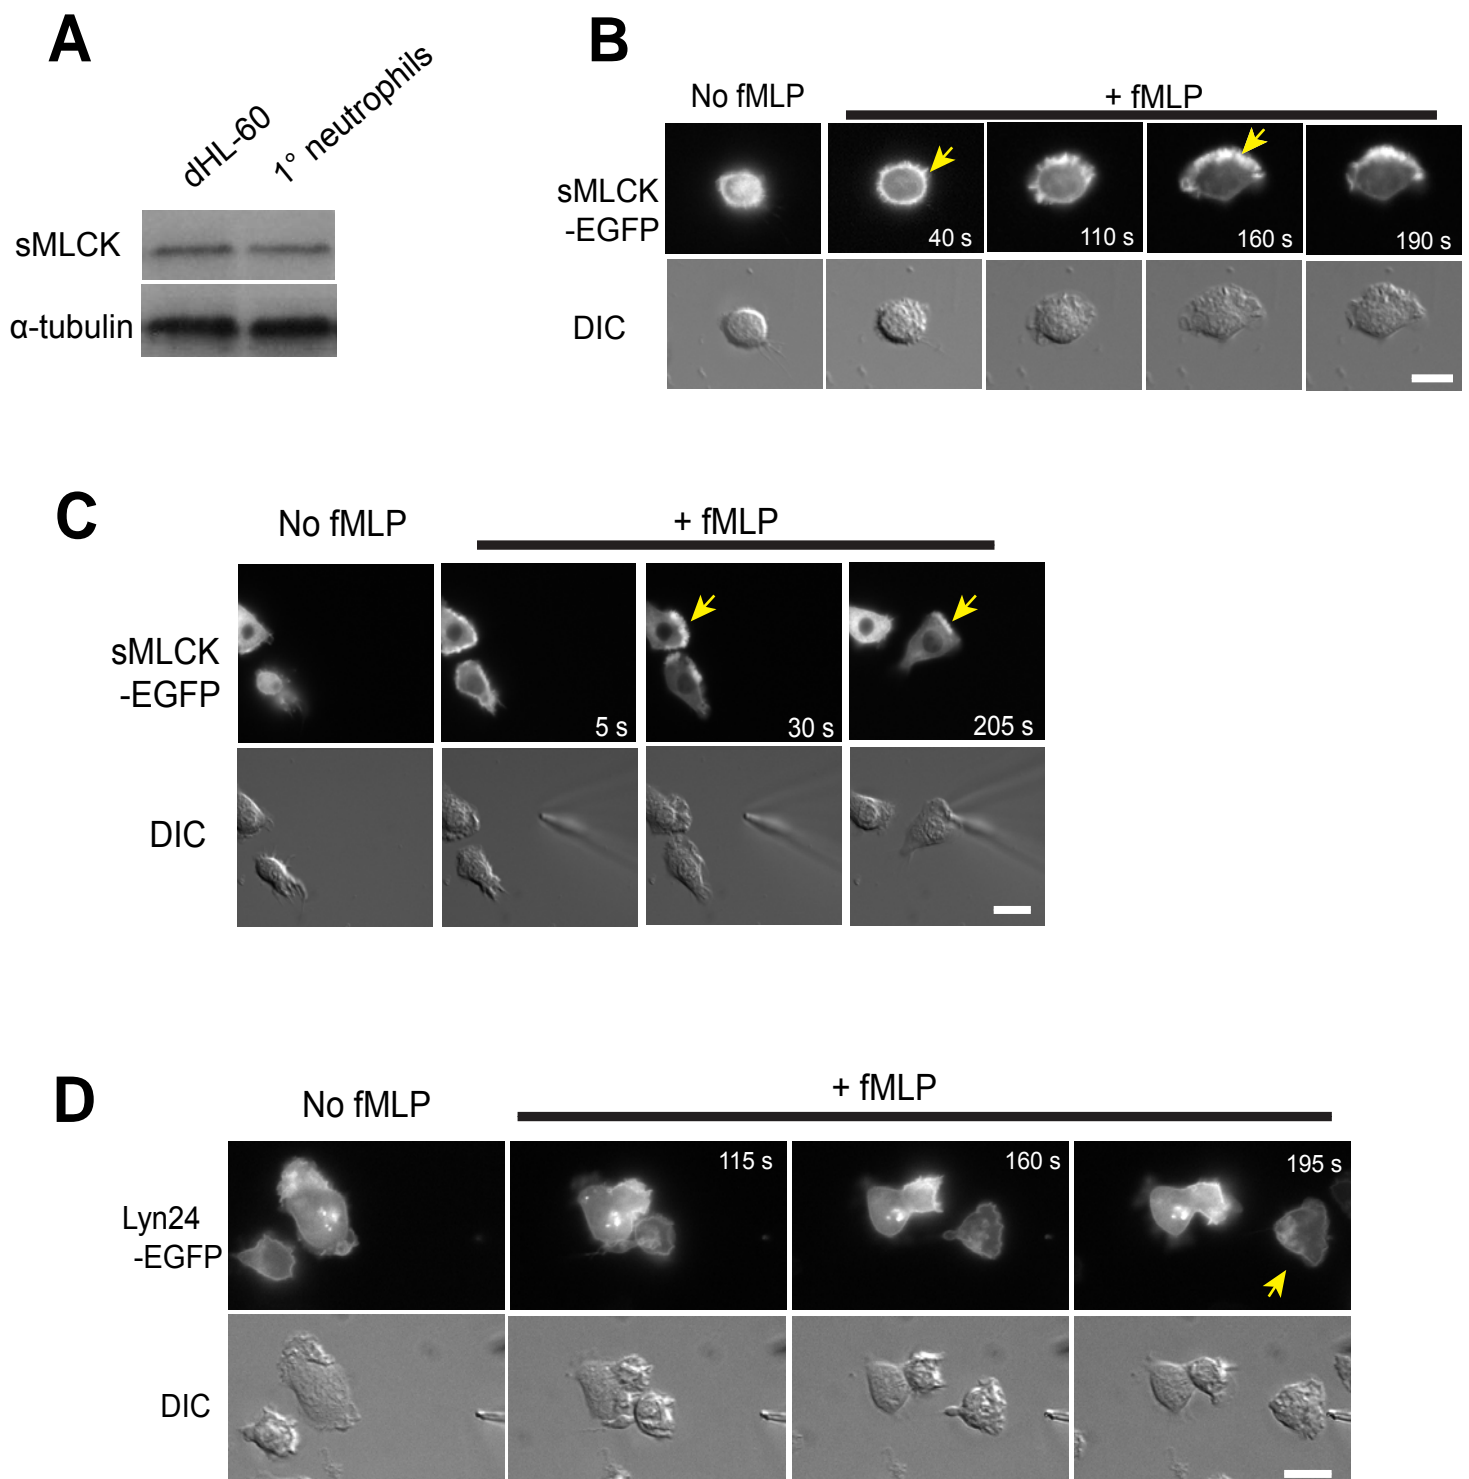 A
dHL-60
1° neutrophils
sMLCK
α-tubulin
B
No fMLP
+ fMLP
sMLCK
-EGFP
40 s
110 s
160 s
190 s
DIC
C
No fMLP
+ fMLP
sMLCK
-EGFP
5 s
30 s
205 s
DIC
D
No fMLP
+ fMLP
Lyn24
-EGFP
115 s
160 s
195 s
DIC